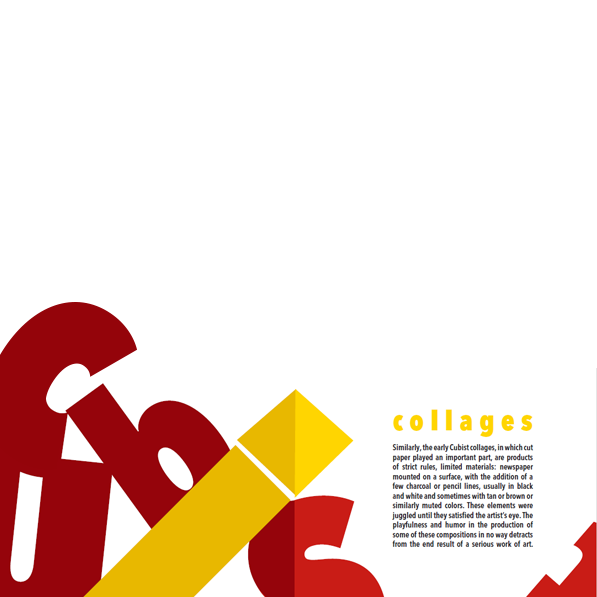 cubis
collages
Similarly, the early Cubist collages, in which cut
paper played an important part, are products
of strict rules, limited materials: newspaper
mounted on a surface, with the addition of a
few charcoal or pencil lines, usually in black
and white and sometimes with tan or brown or
similarly muted colors. These elements were
juggled until they satisfied the artist's eye. The
playfulness and humor in the production of
some of these compositions in no way detracts
from the end result of a serious work of art.